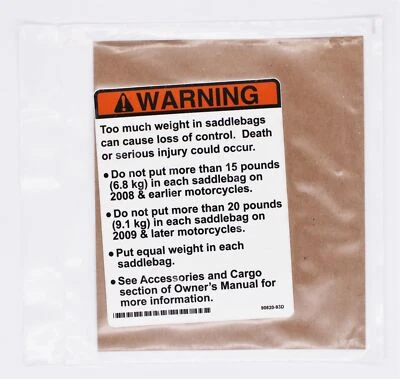 WARNING
Too much weight in saddlebags
can cause loss of control. Death
or serious injury could occur.
• Do not put more than 15 pounds
(6.8 kg) in each saddlebag on
2008 & earlier motorcycles.
• Do not put more than 20 pounds
(9.1 kg) in each saddlebag on
2009 & later motorcycles.
• Put equal weight in each
saddlebag.
• See Accessories and Cargo
section of Owner's Manual for
more information.
90820-93D